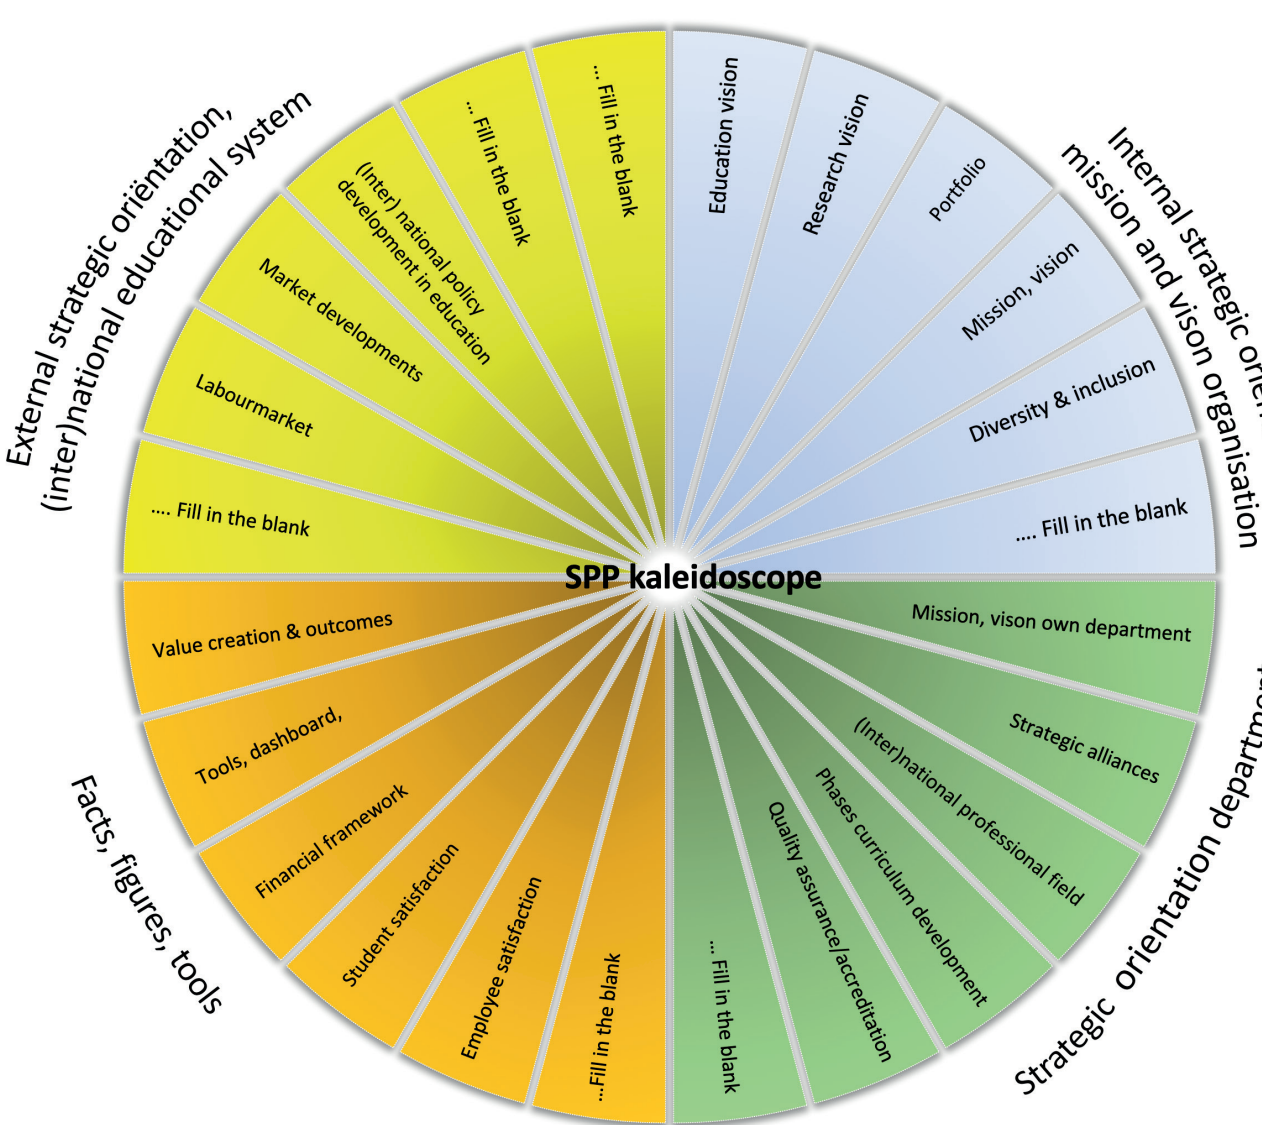 External strategic oriëntation,
(inter)national educational system
... Fill in the blank
... Fill in the blank
(Inter) national policy
development in education
Market developments
Labourmarket
.... Fill in the blank
Education vision
Research vision
Portfolio
Mission, vision
Diversity & inclusion
.... Fill in the blank
Internal strategic
mission and vison organisation
SPP kaleidoscope
Value creation & outcomes
Tools, dashboard,
Financial framework
Student satisfaction
Employee satisfaction
...Fill in the blank
Facts, figures, tools
Mission, vison own department
Strategic alliances
(Inter)national professional field
Phases curriculum development
Quality assurance/accreditation
... Fill in the blank
Strategic orientation department